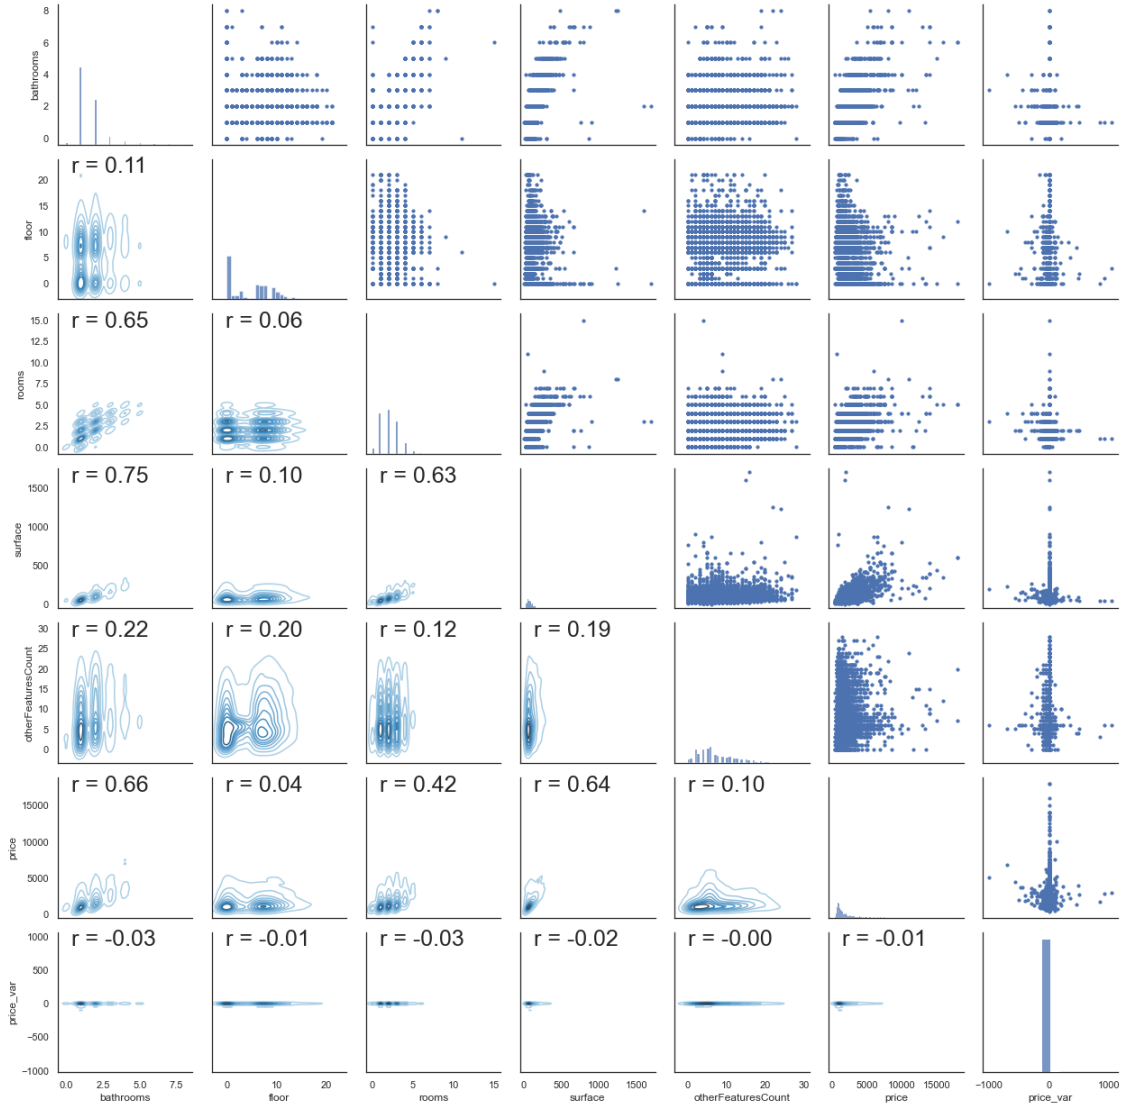 8
6
4
2
0
bathrooms
r = 0.11
20
15
10
5
0
floor
r = 0.65
r = 0.06
15.0
12.5
10.0
7.5
5.0
2.5
0.0
rooms
r = 0.75
r = 0.10
r = 0.63
1500
1000
500
0
surface
r = 0.22
r = 0.20
r = 0.12
r = 0.19
30
25
20
15
10
5
0
otherFeaturesCount
r = 0.66
r = 0.04
r = 0.42
r = 0.64
r = 0.10
15000
10000
5000
0
price
r = -0.03
r = -0.01
r = -0.03
r = -0.02
r = -0.00
r = -0.01
1000
500
0
−500
−1000
price_var
0.0 2.5 5.0 7.5
0 10 20
0 5 10 15
0 500 1000 1500
0 10 20 30
0 5000 10000 15000
−1000 0 1000
bathrooms
floor
rooms
surface
otherFeaturesCount
price
price_var